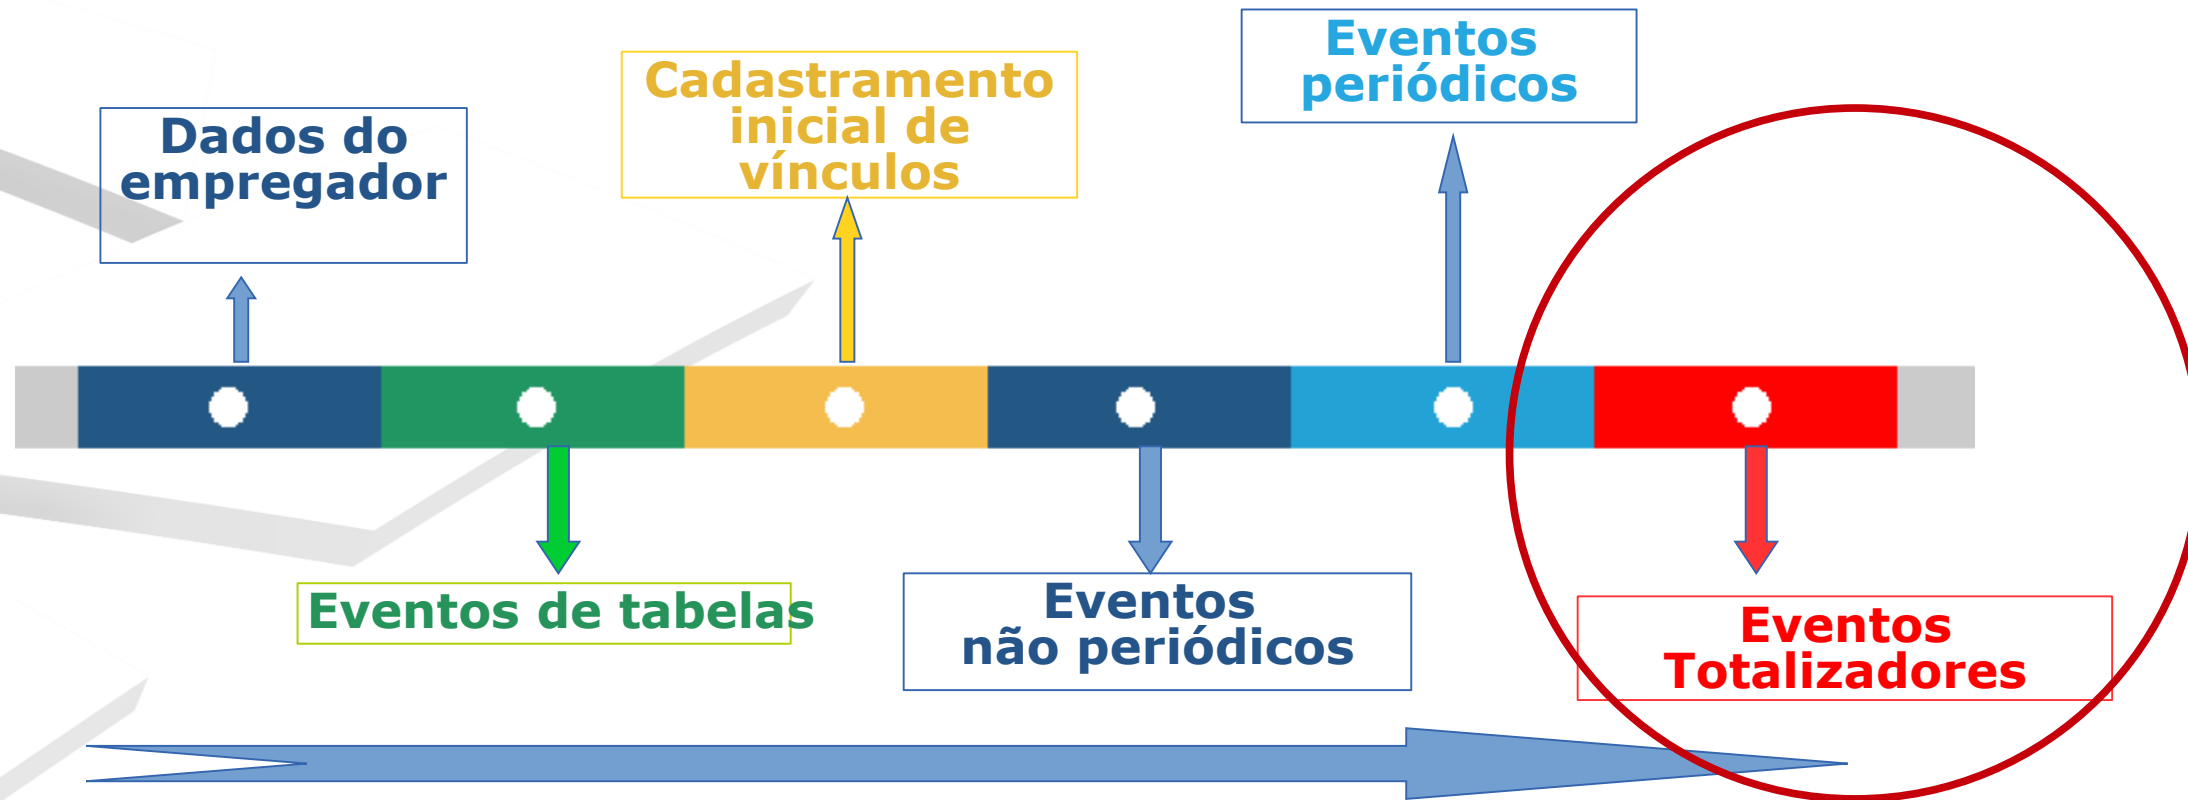 Dados do
empregador
Cadastramento
inicial de
vínculos
Eventos
periódicos
Eventos de tabelas
Eventos
não periódicos
Eventos
Totalizadores